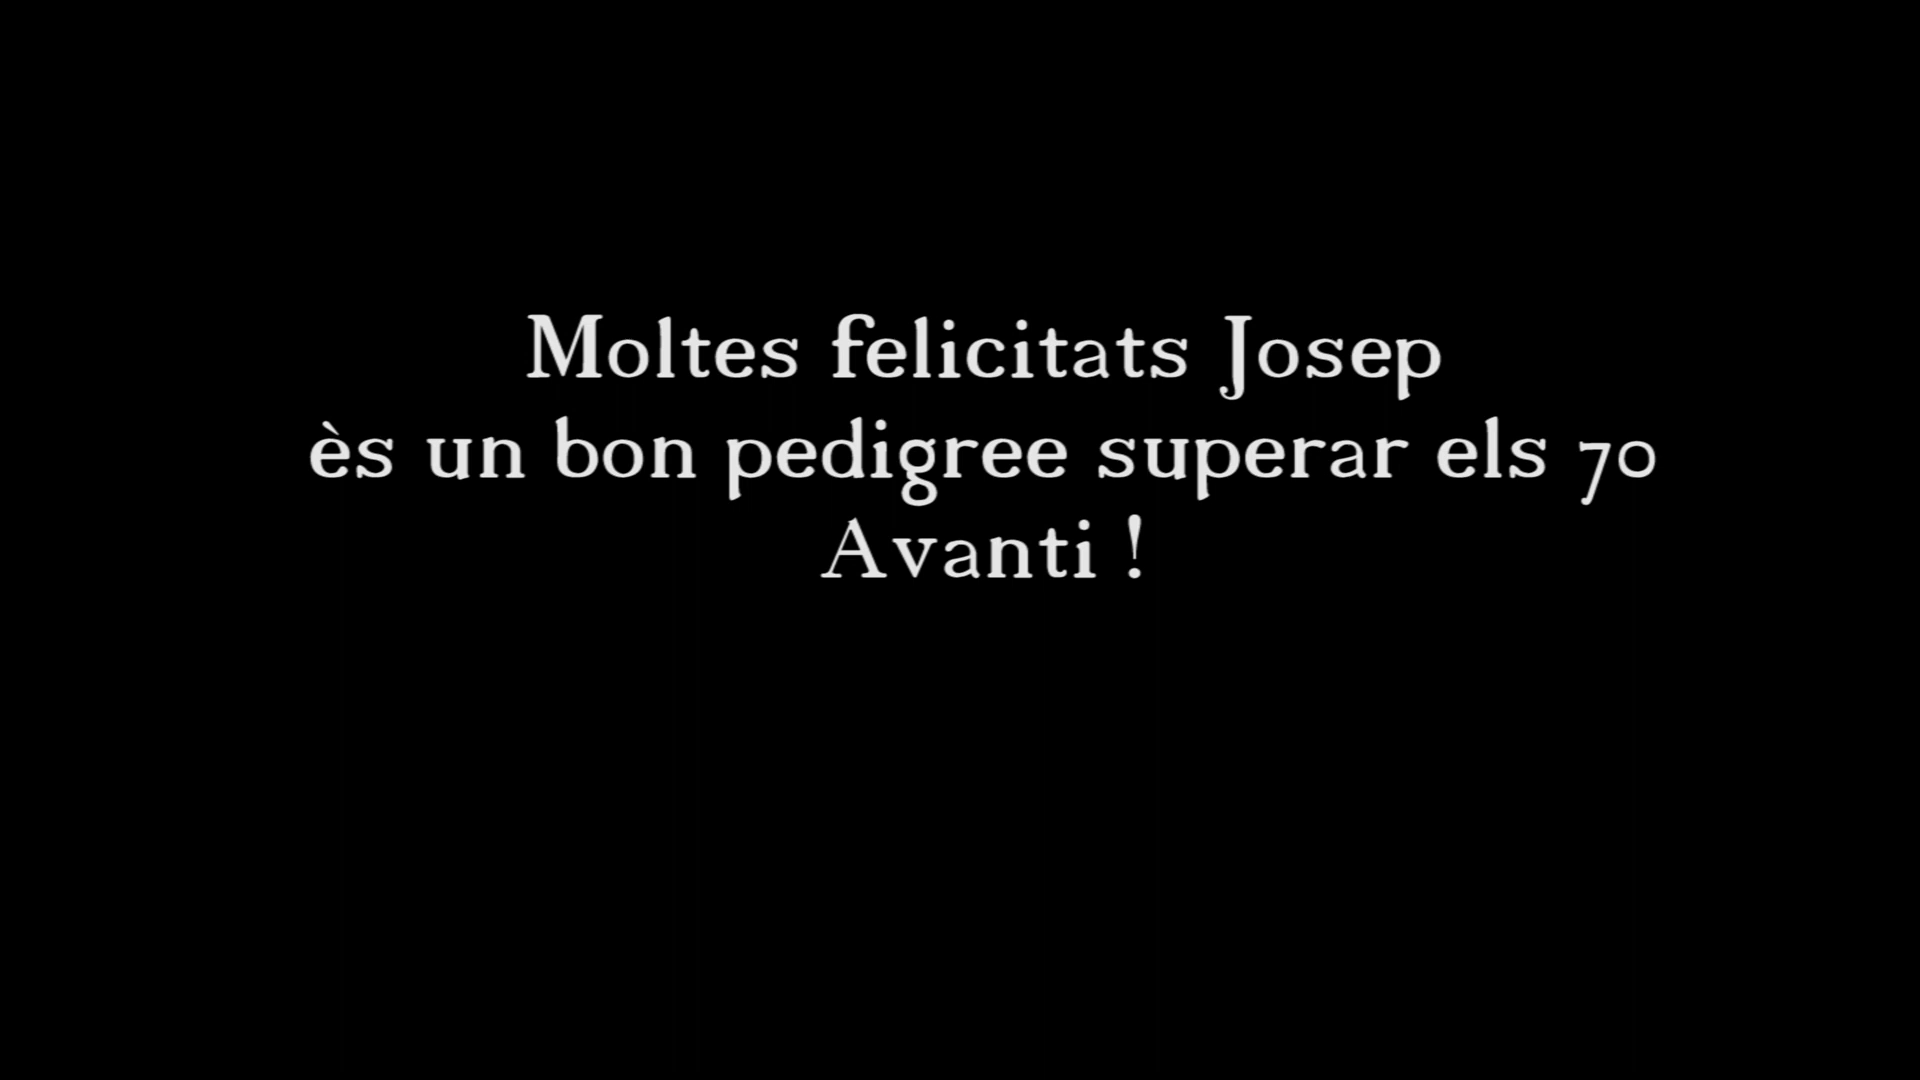 Moltes felicitats Josep
ès un bon pedigree superar els 70
Avanti !